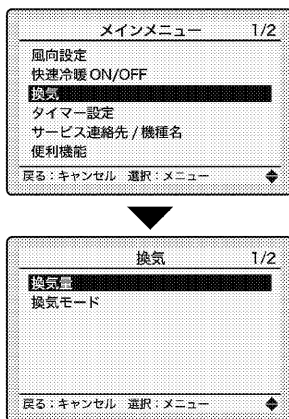 メインメニュー 1/2
風向設定
快速冷暖 ON/OFF
換気
タイマー設定
サービス連絡先 / 機種名
便利機能
戻る：キャンセル 選択：メニュー
換気 1/2
換気量
換気モード
戻る：キャンセル 選択：メニュー